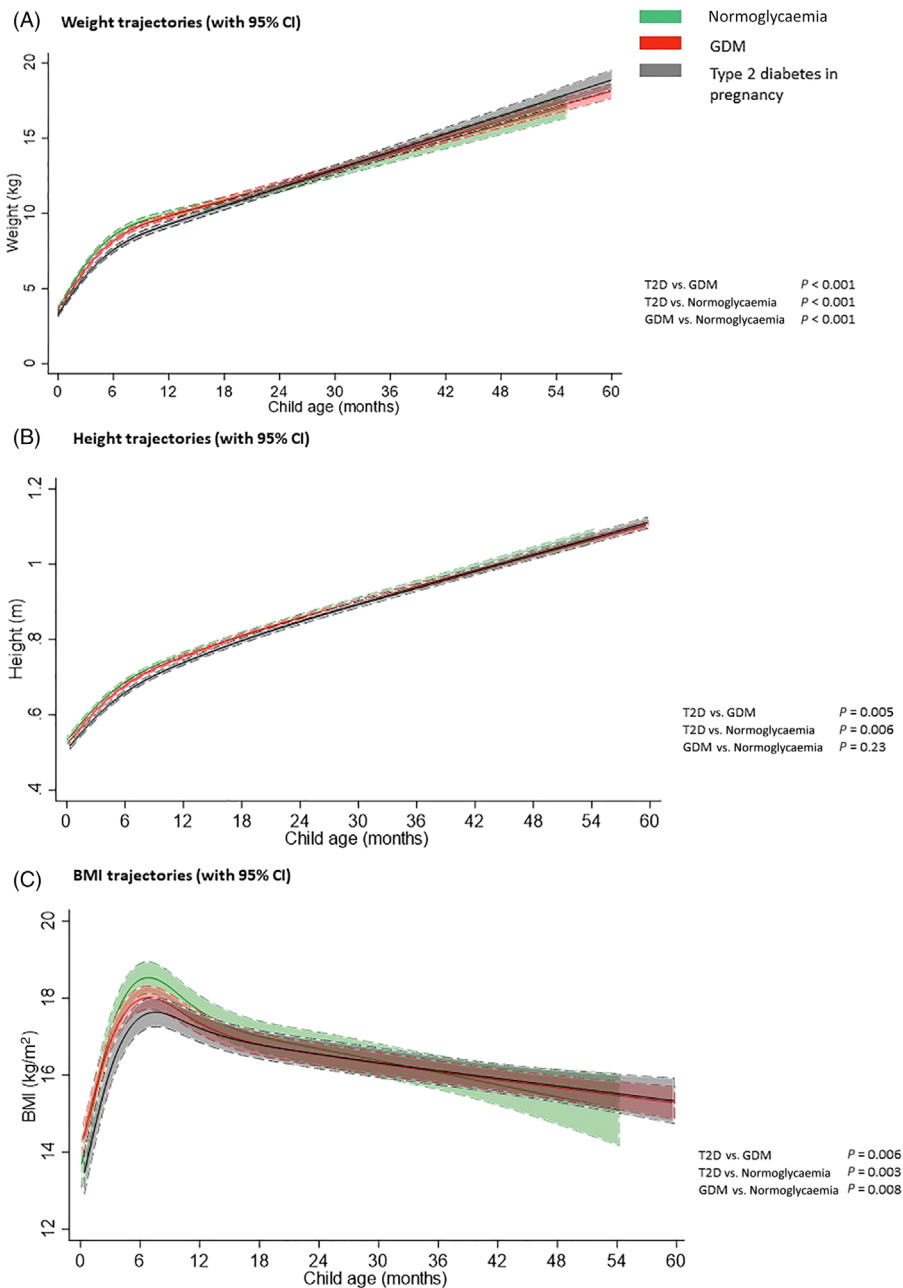 (A)
Weight trajectories (with 95% CI)
Normoglycaemia
GDM
Type 2 diabetes in
pregnancy
20
15
10
5
0
Weight (kg)
0 6 12 18 24 30 36 42 48 54 60
Child age (months)
T2D vs. GDM P < 0.001
T2D vs. Normoglycaemia P < 0.001
GDM vs. Normoglycaemia P < 0.001
(B)
Height trajectories (with 95% CI)
1.2
1
.8
.6
.4
Height (m)
0 6 12 18 24 30 36 42 48 54 60
Child age (months)
T2D vs. GDM P = 0.005
T2D vs. Normoglycaemia P = 0.006
GDM vs. Normoglycaemia P = 0.23
(C)
BMI trajectories (with 95% CI)
20
18
16
14
12
BMI (kg/m²)
0 6 12 18 24 30 36 42 48 54 60
Child age (months)
T2D vs. GDM P = 0.006
T2D vs. Normoglycaemia P = 0.003
GDM vs. Normoglycaemia P = 0.008